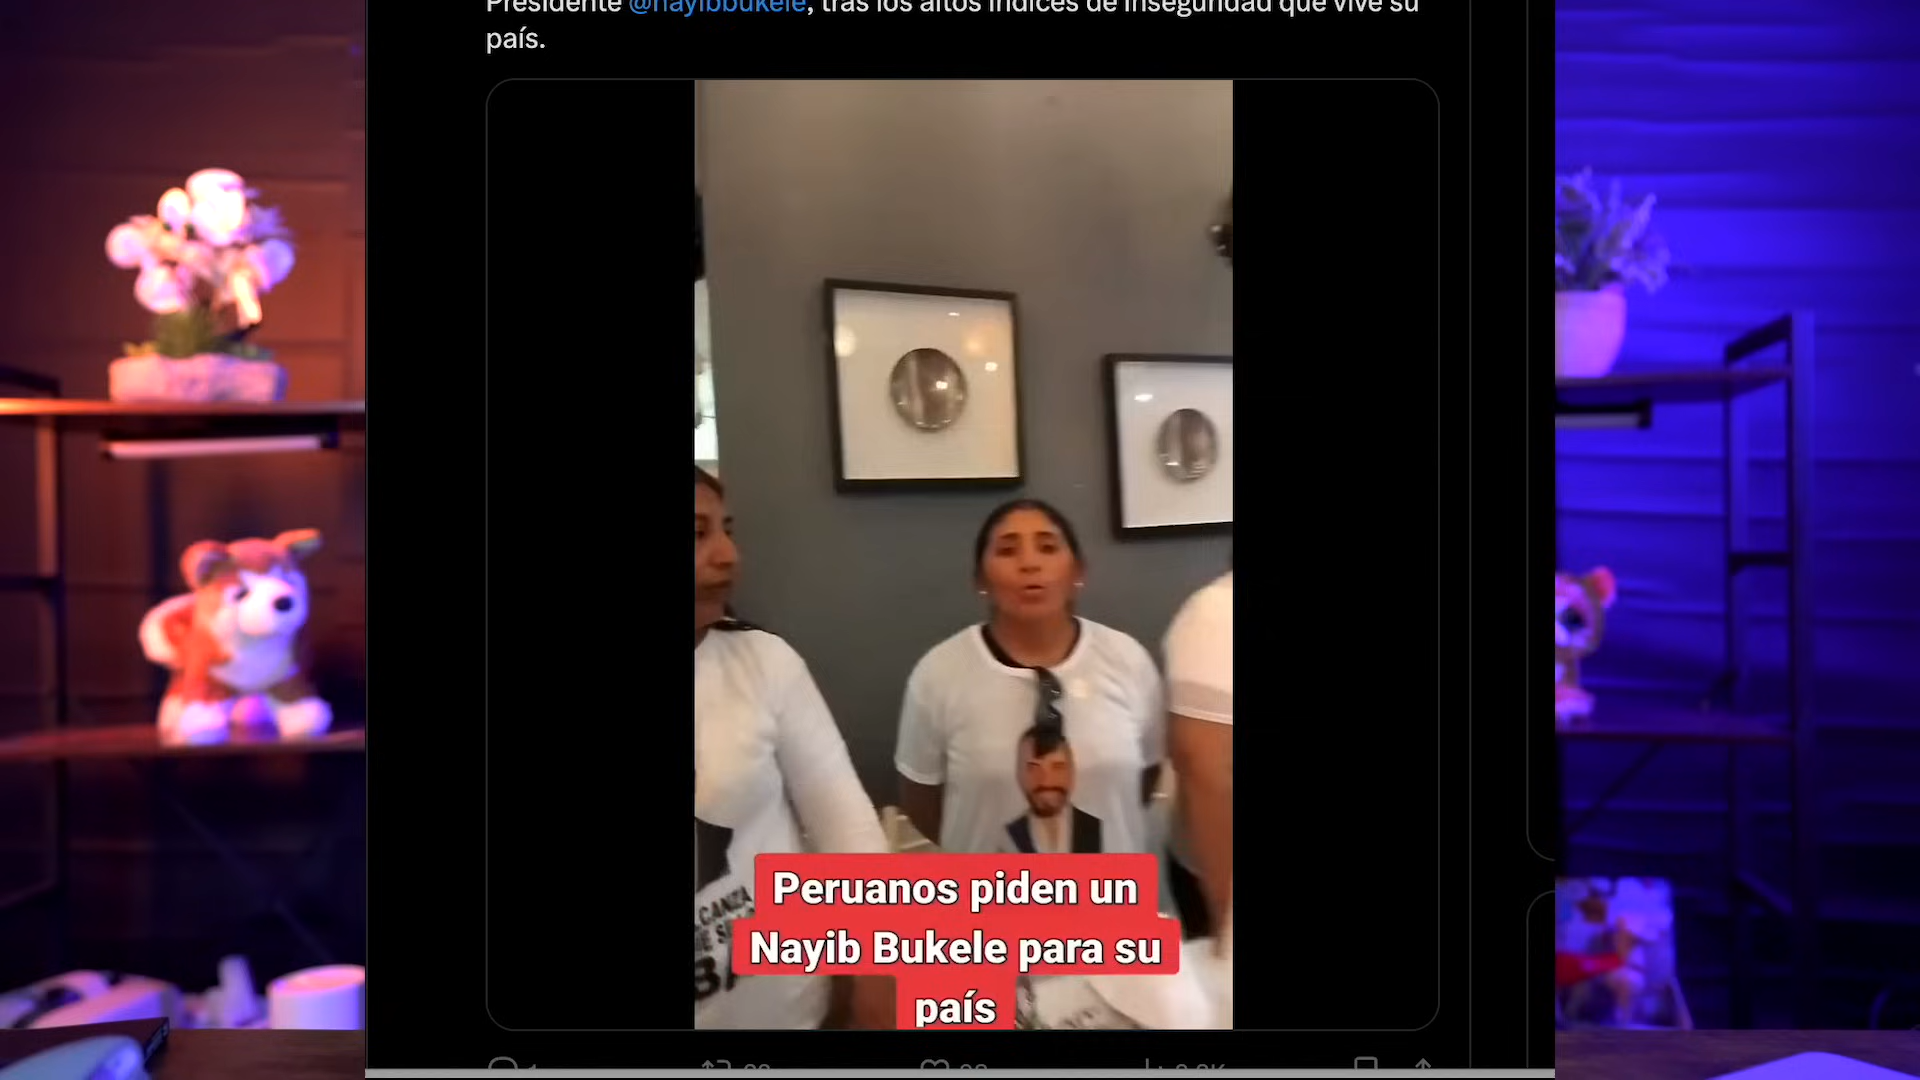 Presidente @nayibbukele, tras los altos índices de inseguridad que vive su
país.
CANZA
Peruanos piden un
Nayib Bukele para su
país